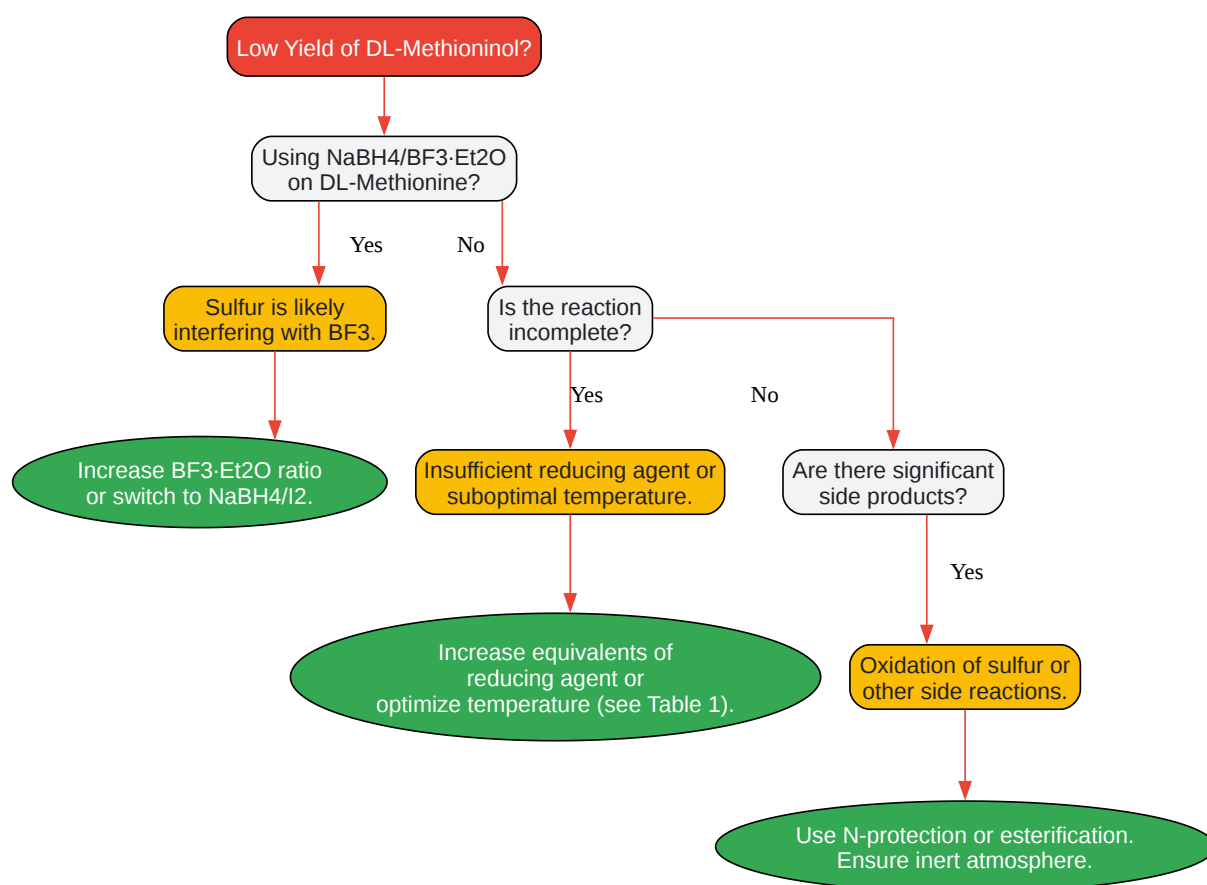 Low Yield of DL-Methioninol?
Using NaBH4/BF3·Et2O
on DL-Methionine?
Yes
No
Sulfur is likely
interfering with BF3.
Is the reaction
incomplete?
Yes
No
Increase BF3·Et2O ratio
or switch to NaBH4/I2.
Insufficient reducing agent or
suboptimal temperature.
Are there significant
side products?
Yes
Increase equivalents of
reducing agent or
optimize temperature (see Table 1).
Oxidation of sulfur or
other side reactions.
Use N-protection or esterification.
Ensure inert atmosphere.